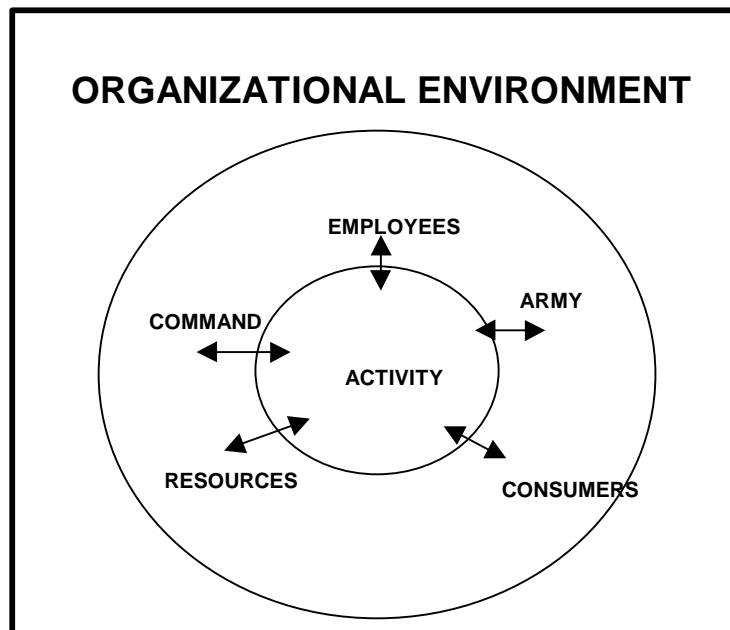 ORGANIZATIONAL ENVIRONMENT
EMPLOYEES
ARMY
COMMAND
ACTIVITY
RESOURCES
CONSUMERS